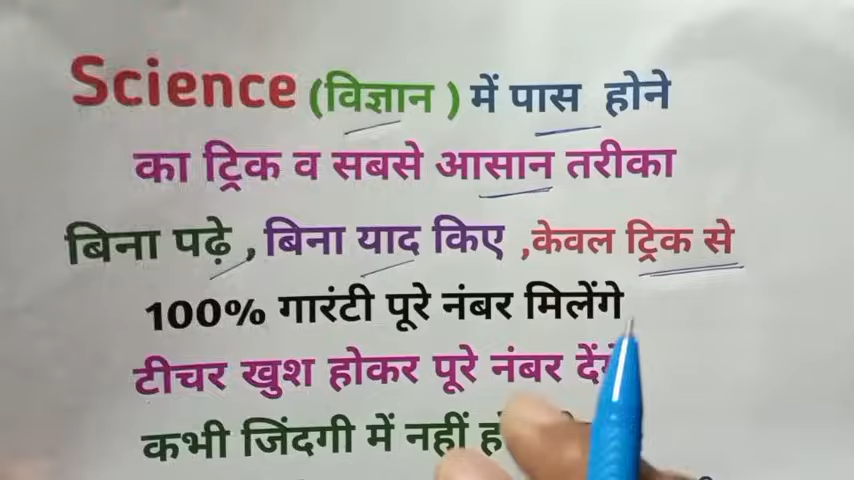 Science (विज्ञान ) में पास होने
का ट्रिक व सबसे आसान तरीका
बिना पढ़े , बिना याद किए ,केवल ट्रिक से
100% गारंटी पूरे नंबर मिलेंगे
टीचर खुश होकर पूरे नंबर
कभी जिंदगी में नहीं